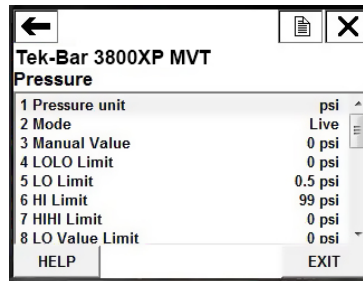 Tek-Bar 3800XP MVT
Pressure
1 Pressure unit psi
2 Mode Live
3 Manual Value 0 psi
4 LOLO Limit 0 psi
5 LO Limit 0.5 psi
6 HI Limit 99 psi
7 HIHI Limit 0 psi
8 LO Value Limit 0 psi
HELP EXIT